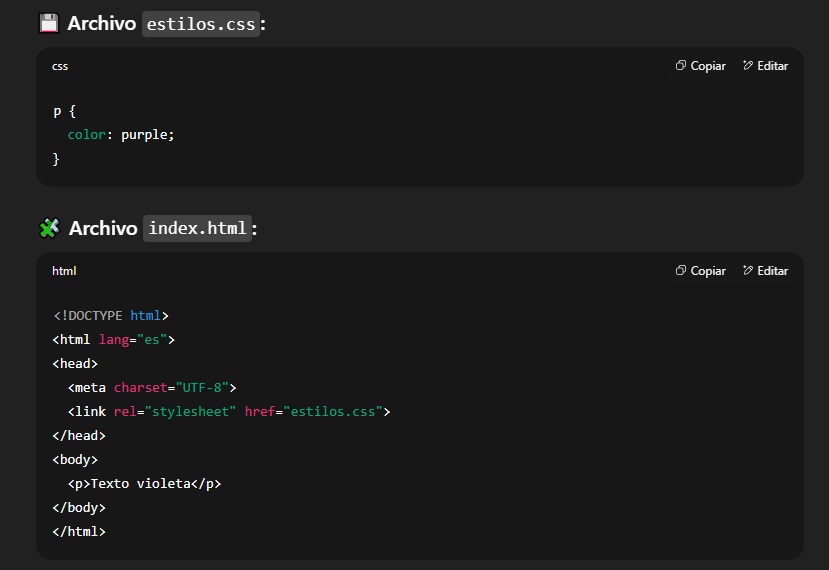 Archivo estilos.css:
css Copiar Editar
p {
  color: purple;
}
Archivo index.html:
html Copiar Editar
<!DOCTYPE html>
<html lang="es">
<head>
  <meta charset="UTF-8">
  <link rel="stylesheet" href="estilos.css">
</head>
<body>
  <p>Texto violeta</p>
</body>
</html>